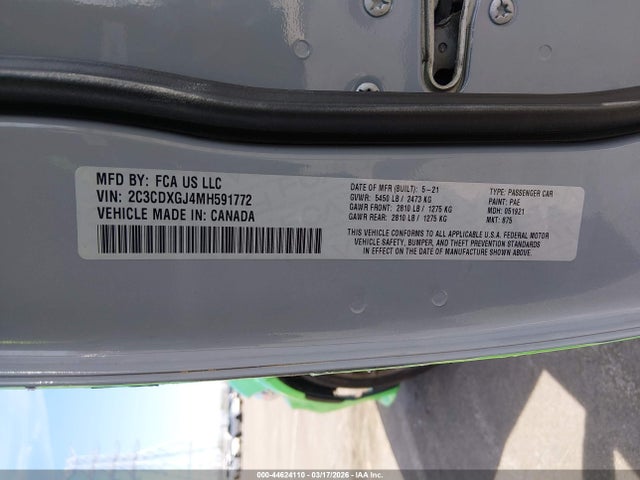 MFD BY: FCA US LLC
VIN: 2C3CDXGJ4MH591772
VEHICLE MADE IN: CANADA
DATE OF MFR (BUILT): 5-21
GVWR: 5450 LB / 2473 KG
GAWR FRONT: 2810 LB / 1275 KG
GAWR REAR: 2810 LB / 1275 KG
TYPE: PASSENGER CAR
PAINT: PAE
MDH: 051921
MKT: 875
THIS VEHICLE CONFORMS TO ALL APPLICABLE U.S.A. FEDERAL MOTOR
VEHICLE SAFETY, BUMPER, AND THEFT PREVENTION STANDARDS
IN EFFECT ON THE DATE OF MANUFACTURE SHOWN ABOVE.
000-44624110 - 03/17/2026 - COPYRIGHT IAA, LLC